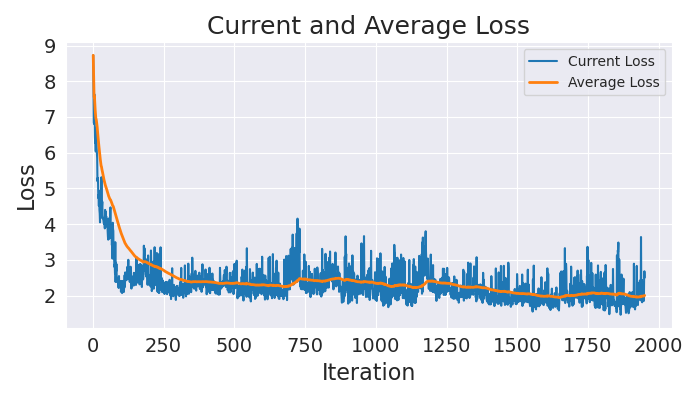 Current and Average Loss
9
8
7
6
5
4
3
2
Loss
Current Loss
Average Loss
0 250 500 750 1000 1250 1500 1750 2000
Iteration